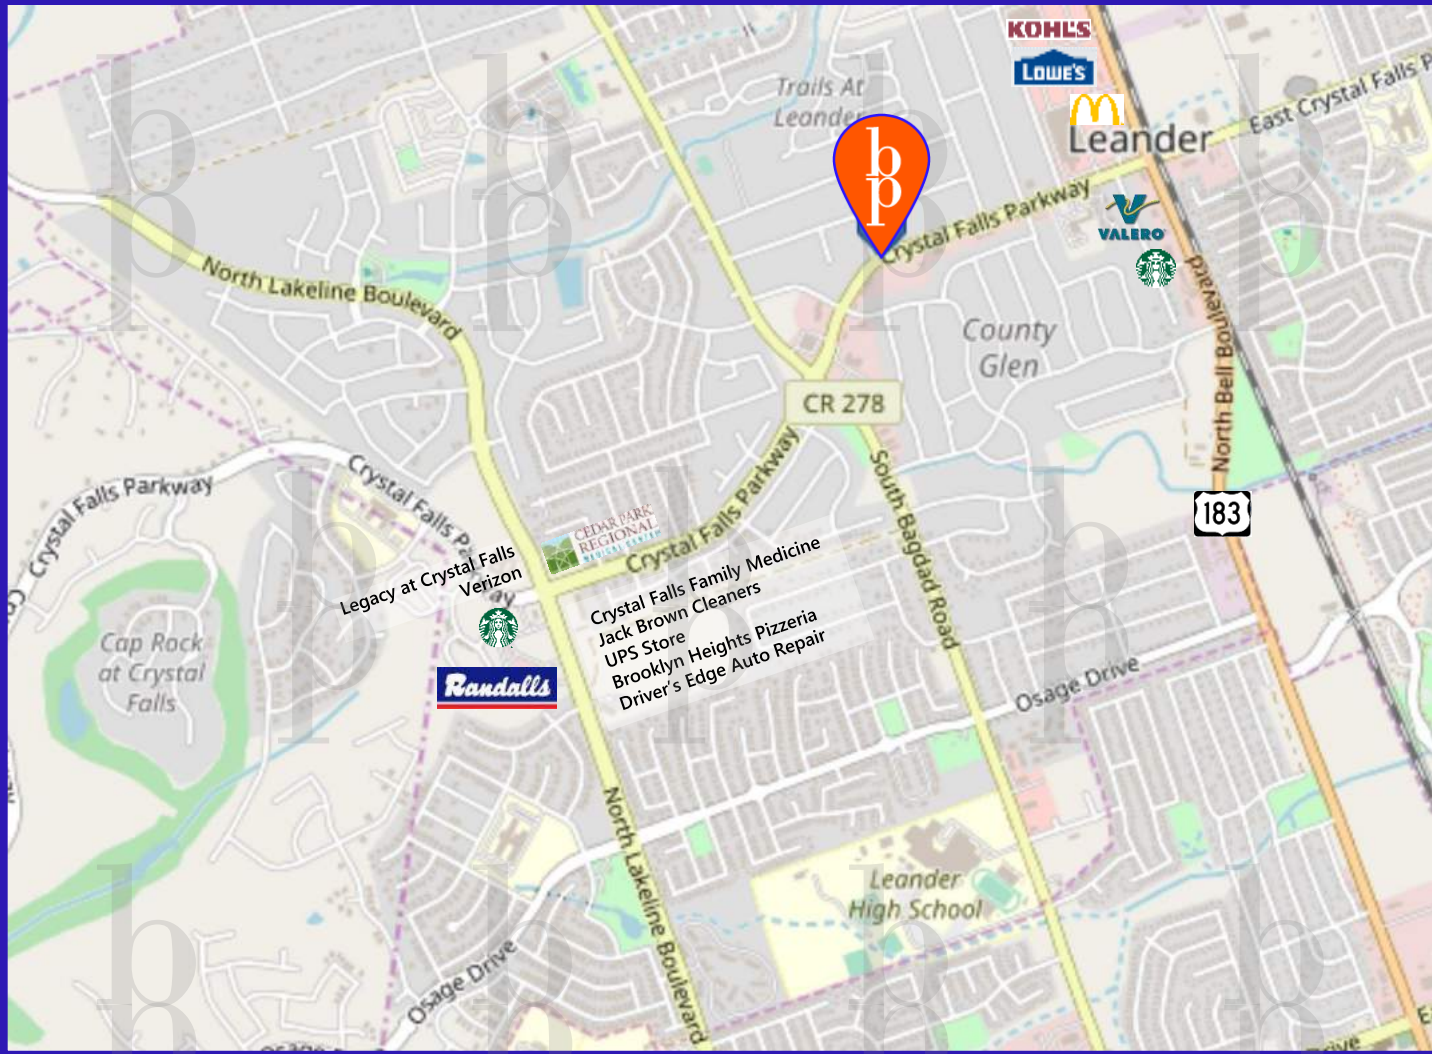 KOHL'S
LOWE'S
Trails At
Leander
Leander
East Crystal Falls P
b
p
Crystal Falls Parkway
VALERO
North Lakeline Boulevard
County
Glen
North Bell Boulevard
CR 278
183
Crystal Falls Parkway
Crystal Falls Parkway
South Bagdad Road
CEDAR PARK
REGIONAL
MEDICAL CENTER
Crystal Falls Parkway
Legacy at Crystal Falls
Verizon
Crystal Falls Family Medicine
Jack Brown Cleaners
UPS Store
Brooklyn Heights Pizzeria
Driver's Edge Auto Repair
Cap Rock
at Crystal
Falls
Randalls
Osage Drive
North Lakeline Boulevard
Leander
High School
Osage Drive
Osage
Drive